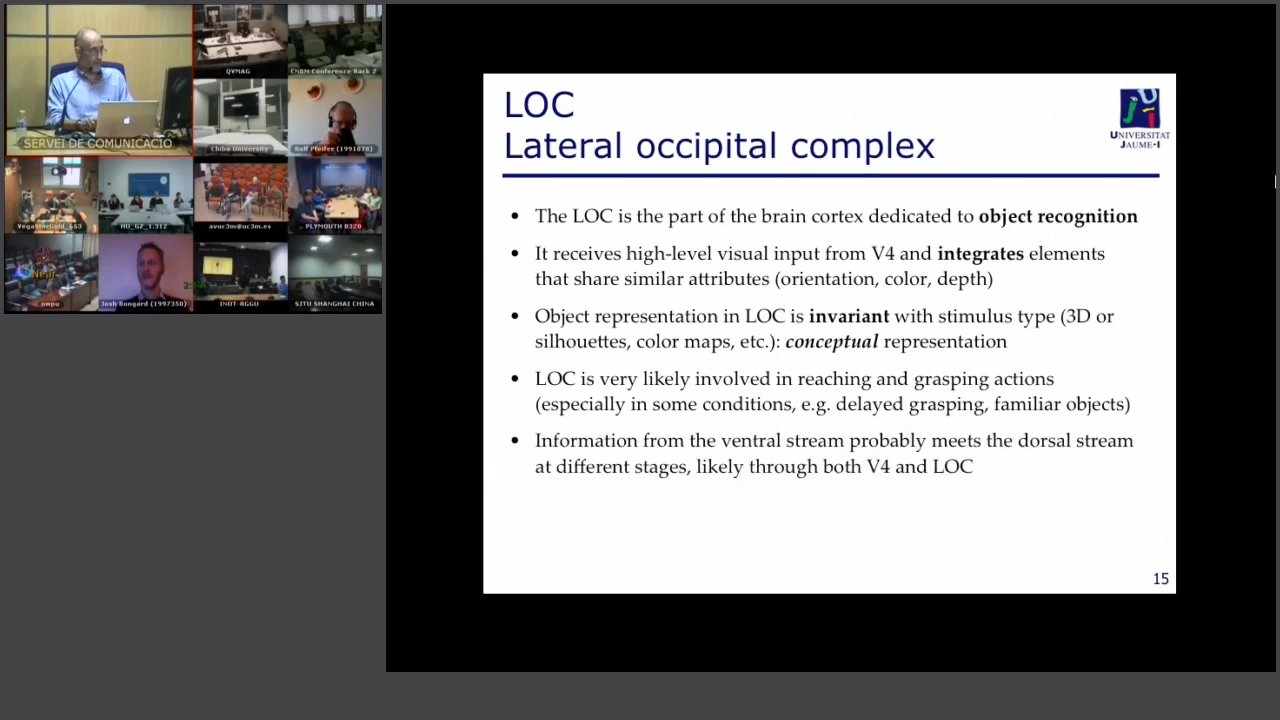 SERVEI DE COMUNICACIÓ
QVMAG
CNBM Conference Rack 2
Chiba University
Rolf Pfeifer (1991878)
HU_GZ_1.312
avuc3m@uc3m.es
PLYMOUTH B320
Near
nwpu
Josh Bongard (1997350)
INOT-RGGU
SJTU SHANGHAI CHINA
LOC
Lateral occipital complex
UNIVERSITAT
JAUME·I
• The LOC is the part of the brain cortex dedicated to object recognition
• It receives high-level visual input from V4 and integrates elements
that share similar attributes (orientation, color, depth)
• Object representation in LOC is invariant with stimulus type (3D or
silhouettes, color maps, etc.): conceptual representation
• LOC is very likely involved in reaching and grasping actions
(especially in some conditions, e.g. delayed grasping, familiar objects)
• Information from the ventral stream probably meets the dorsal stream
at different stages, likely through both V4 and LOC
15